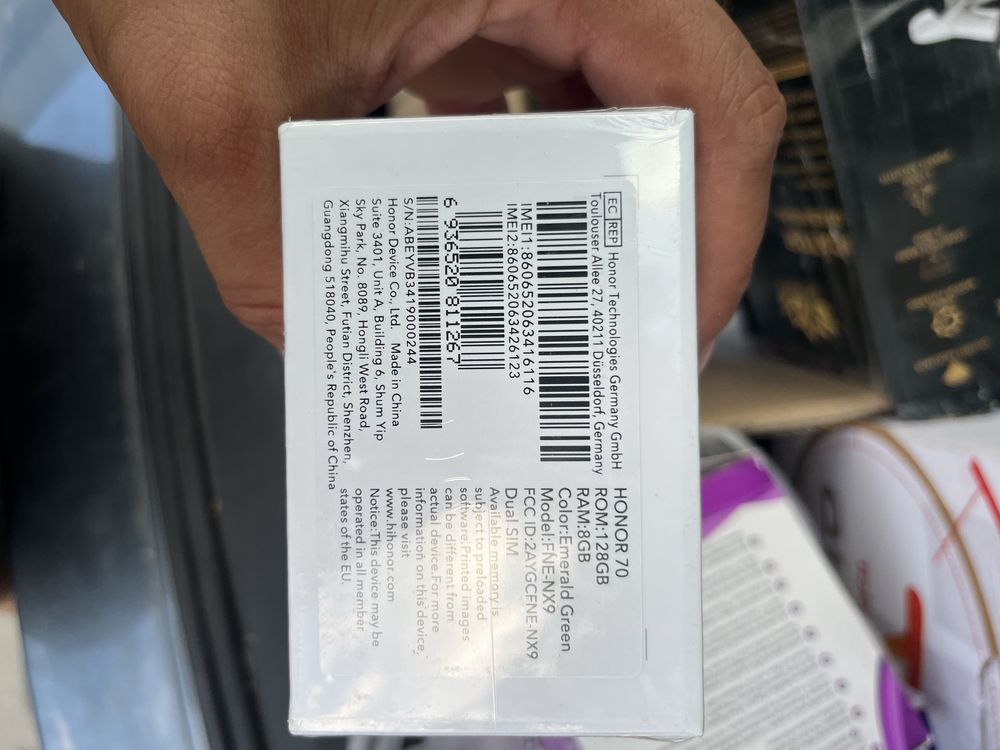 EC REP Honor Technologies Germany GmbH
Toulouser Allee 27, 40211 Düsseldorf, Germany
IMEI1:860652063416116
IMEI2:860652063426123
6 936520 811267
S/N:ABEYVB3419000244
Honor Device Co., Ltd. Made in China
Suite 3401, Unit A, Building 6, Shum Yip
Sky Park, No. 8089, Hongli West Road,
Xiangmihu Street, Futian District, Shenzhen,
Guangdong 518040, People's Republic of China
HONOR 70
ROM:128GB
RAM:8GB
Color:Emerald Green
Model:FNE-NX9
FCC ID:2AYGCFNE-NX9
Dual SIM
Available memory is
subject to preloaded
software.Printed images
can be different from
actual device.For more
information on this device,
please visit
www.hihonor.com
Notice:This device may be
operated in all member
states of the EU.